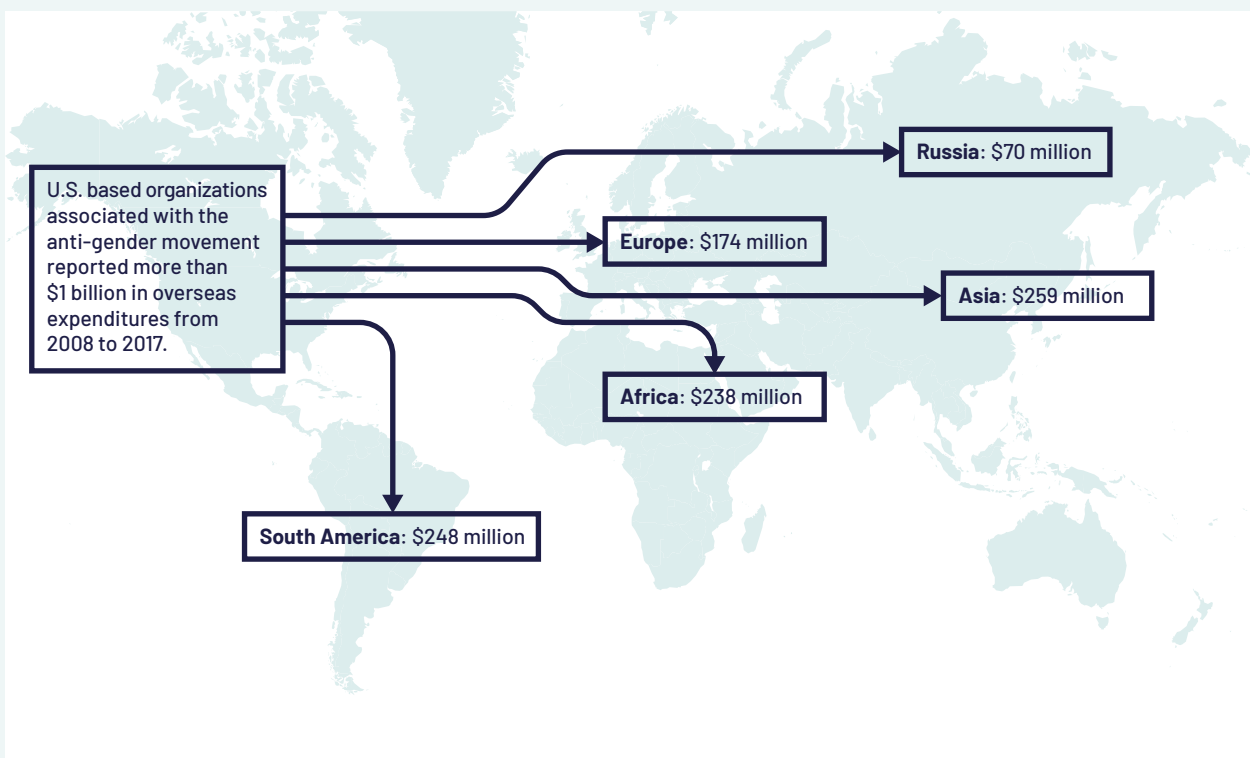 U.S. based organizations
associated with the
anti-gender movement
reported more than
$1 billion in overseas
expenditures from
2008 to 2017.
Russia: $70 million
Europe: $174 million
Asia: $259 million
Africa: $238 million
South America: $248 million